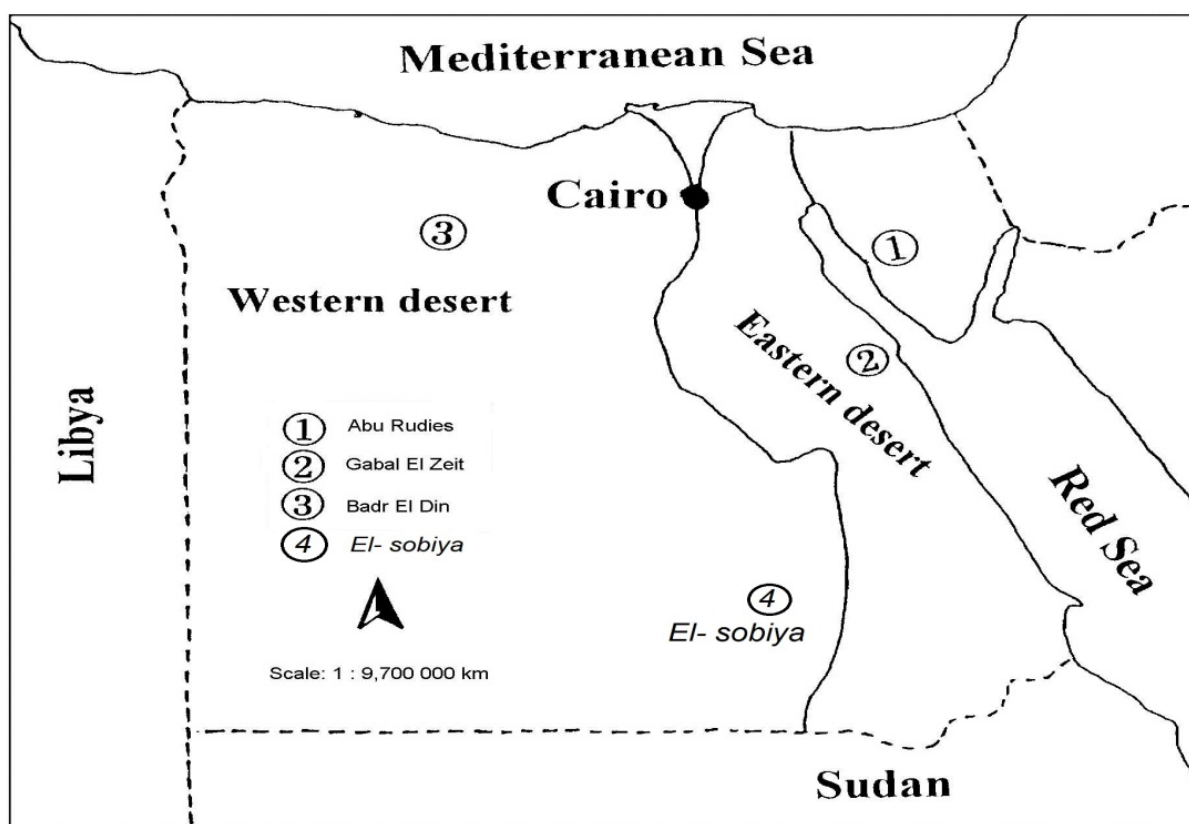 Mediterranean Sea
Cairo
③
①
Western desert
Eastern desert
②
Libya
① Abu Rudies
② Gabal El Zeit
③ Badr El Din
④ El- sobiya
Red Sea
④
El- sobiya
Scale: 1 : 9,700 000 km
Sudan